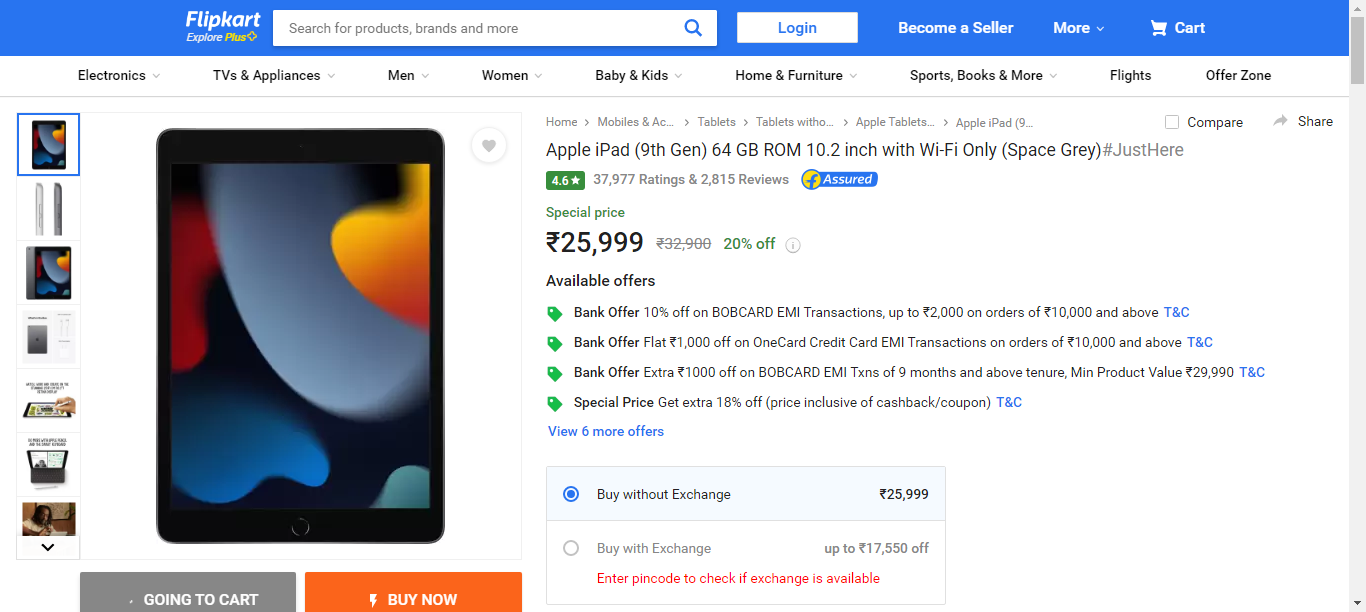 Flipkart
Explore Plus
Search for products, brands and more
Login
Become a Seller
More
Cart
Electronics
TVs & Appliances
Men
Women
Baby & Kids
Home & Furniture
Sports, Books & More
Flights
Offer Zone
Home
Mobiles & Ac...
Tablets
Tablets witho...
Apple Tablets...
Apple iPad (9...
Compare
Share
Apple iPad (9th Gen) 64 GB ROM 10.2 inch with Wi-Fi Only (Space Grey)#JustHere
4.6★ 37,977 Ratings & 2,815 Reviews
Assured
Special price
₹25,999 ₹32,900 20% off
Available offers
Bank Offer 10% off on BOBCARD EMI Transactions, up to ₹2,000 on orders of ₹10,000 and above T&C
Bank Offer Flat ₹1,000 off on OneCard Credit Card EMI Transactions on orders of ₹10,000 and above T&C
Bank Offer Extra ₹1000 off on BOBCARD EMI Txns of 9 months and above tenure, Min Product Value ₹29,990 T&C
Special Price Get extra 18% off (price inclusive of cashback/coupon) T&C
View 6 more offers
Buy without Exchange ₹25,999
Buy with Exchange up to ₹17,550 off
Enter pincode to check if exchange is available
GOING TO CART
BUY NOW